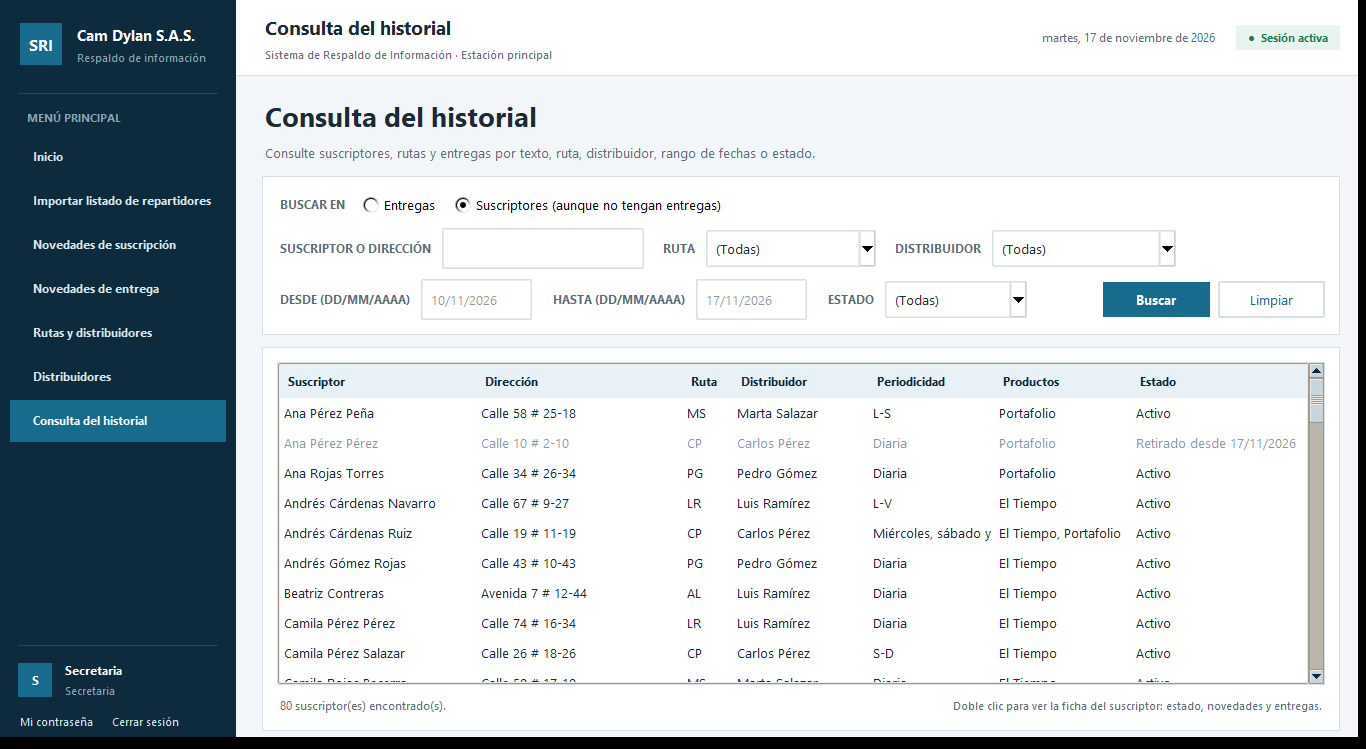 SRI
Cam Dylan S.A.S.
Respaldo de información
MENÚ PRINCIPAL
Inicio
Importar listado de repartidores
Novedades de suscripción
Novedades de entrega
Rutas y distribuidores
Distribuidores
Consulta del historial
S
Secretaria
Secretaria
Mi contraseña Cerrar sesión
Consulta del historial
Sistema de Respaldo de Información · Estación principal
martes, 17 de noviembre de 2026
● Sesión activa
Consulta del historial
Consulte suscriptores, rutas y entregas por texto, ruta, distribuidor, rango de fechas o estado.
BUSCAR EN Entregas Suscriptores (aunque no tengan entregas)
SUSCRIPTOR O DIRECCIÓN RUTA (Todas) DISTRIBUIDOR (Todas)
DESDE (DD/MM/AAAA) 10/11/2026 HASTA (DD/MM/AAAA) 17/11/2026 ESTADO (Todas) Buscar Limpiar
Suscriptor Dirección Ruta Distribuidor Periodicidad Productos Estado
Ana Pérez Peña Calle 58 # 25-18 MS Marta Salazar L-S Portafolio Activo
Ana Pérez Pérez Calle 10 # 2-10 CP Carlos Pérez Diaria Portafolio Retirado desde 17/11/2026
Ana Rojas Torres Calle 34 # 26-34 PG Pedro Gómez Diaria Portafolio Activo
Andrés Cárdenas Navarro Calle 67 # 9-27 LR Luis Ramírez L-V El Tiempo Activo
Andrés Cárdenas Ruiz Calle 19 # 11-19 CP Carlos Pérez Miércoles, sábado y El Tiempo, Portafolio Activo
Andrés Gómez Rojas Calle 43 # 10-43 PG Pedro Gómez Diaria El Tiempo Activo
Beatriz Contreras Avenida 7 # 12-44 AL Luis Ramírez Diaria El Tiempo Activo
Camila Pérez Pérez Calle 74 # 16-34 LR Luis Ramírez Diaria El Tiempo Activo
Camila Pérez Salazar Calle 26 # 18-26 CP Carlos Pérez S-D El Tiempo Activo
80 suscriptor(es) encontrado(s).
Doble clic para ver la ficha del suscriptor: estado, novedades y entregas.